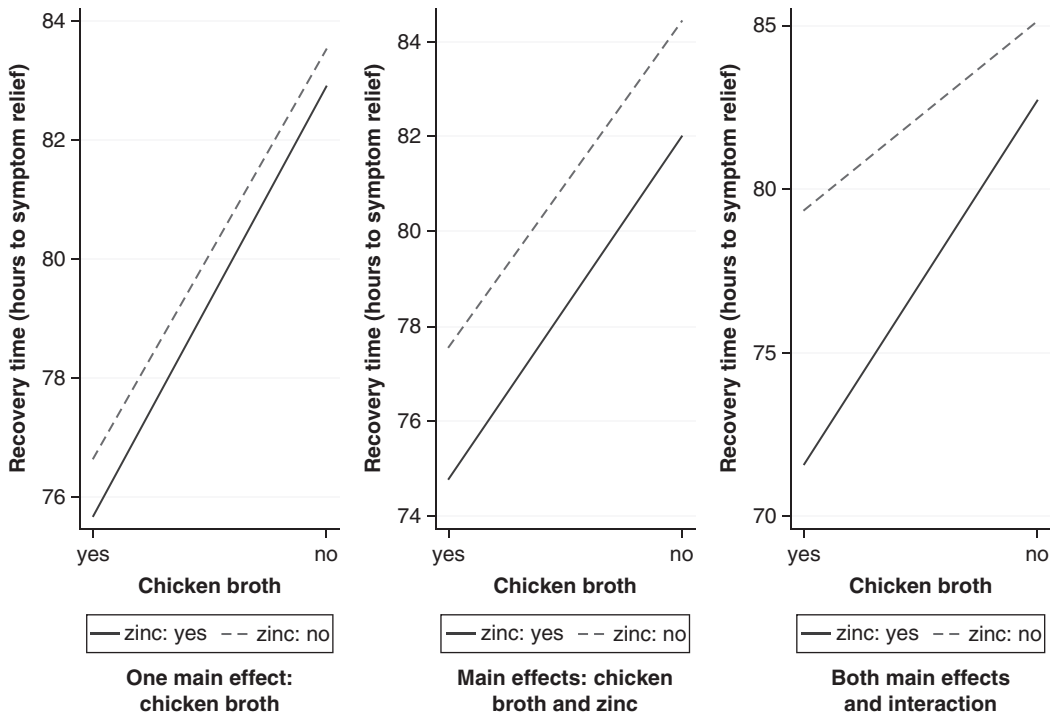 Recovery time (hours to symptom relief)
84
82
80
78
76
yes
no
Chicken broth
zinc: yes
zinc: no
One main effect:
chicken broth
Recovery time (hours to symptom relief)
84
82
80
78
76
74
yes
no
Chicken broth
zinc: yes
zinc: no
Main effects: chicken
broth and zinc
Recovery time (hours to symptom relief)
85
80
75
70
yes
no
Chicken broth
zinc: yes
zinc: no
Both main effects
and interaction